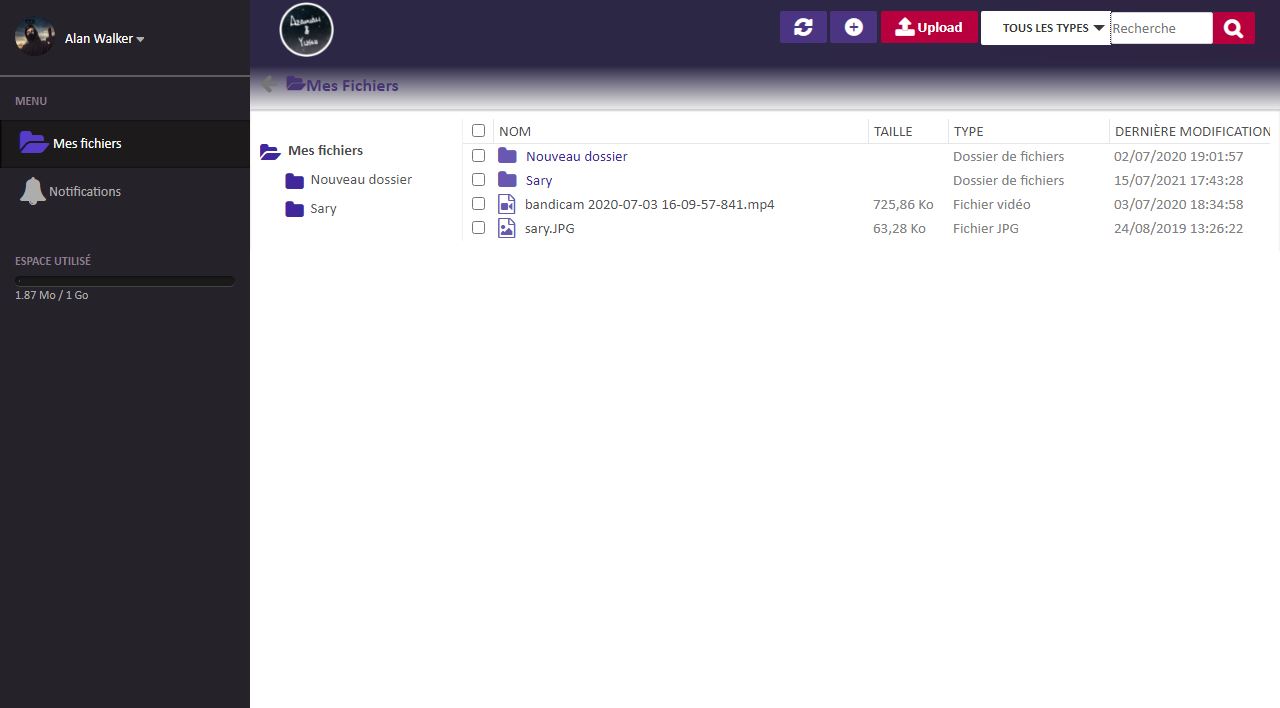 Alan Walker
Upload
TOUS LES TYPES
Recherche
Mes Fichiers
MENU
Mes fichiers
Notifications
ESPACE UTILISÉ
1.87 Mo / 1 Go
Mes fichiers
Nouveau dossier
Sary
NOM TAILLE TYPE DERNIÈRE MODIFICATION
Nouveau dossier Dossier de fichiers 02/07/2020 19:01:57
Sary Dossier de fichiers 15/07/2021 17:43:28
bandicam 2020-07-03 16-09-57-841.mp4 725,86 Ko Fichier vidéo 03/07/2020 18:34:58
sary.JPG 63,28 Ko Fichier JPG 24/08/2019 13:26:22